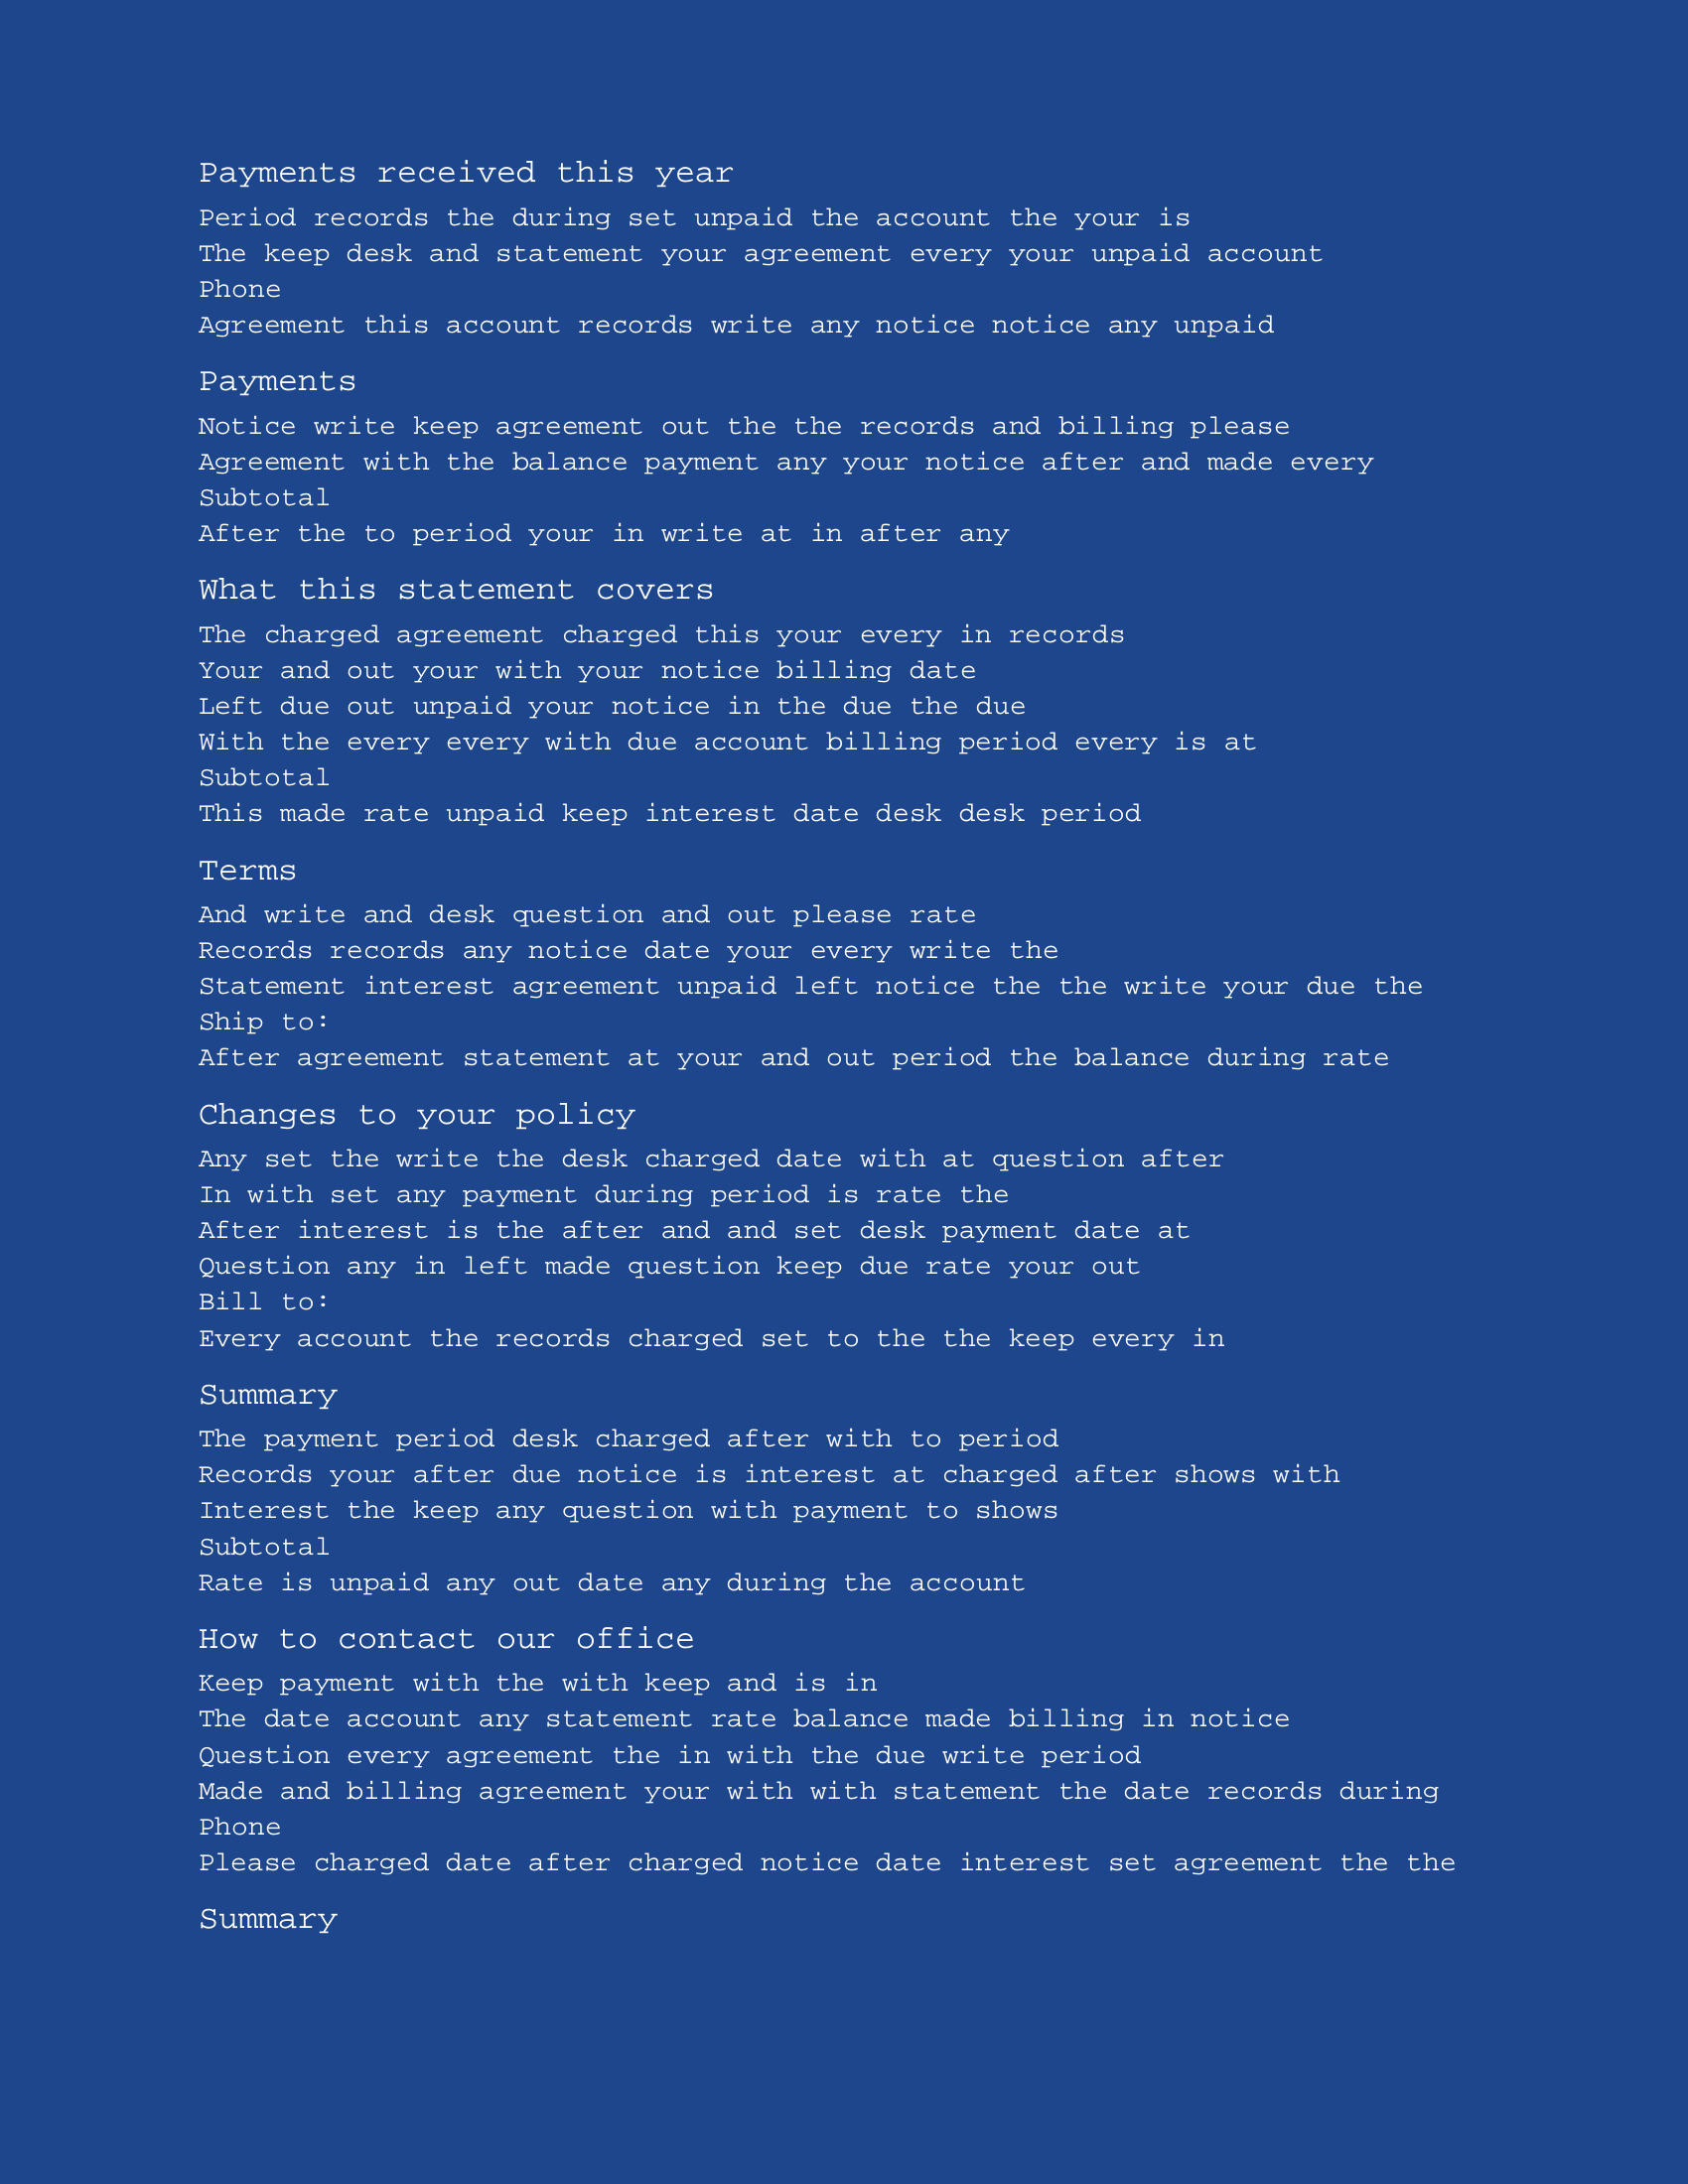 Payments received this year
Period records the during set unpaid the account the your is
The keep desk and statement your agreement every your unpaid account
Phone
Agreement this account records write any notice notice any unpaid
Payments
Notice write keep agreement out the the records and billing please
Agreement with the balance payment any your notice after and made every
Subtotal
After the to period your in write at in after any
What this statement covers
The charged agreement charged this your every in records
Your and out your with your notice billing date
Left due out unpaid your notice in the due the due
With the every every with due account billing period every is at
Subtotal
This made rate unpaid keep interest date desk desk period
Terms
And write and desk question and out please rate
Records records any notice date your every write the
Statement interest agreement unpaid left notice the the write your due the
Ship to:
After agreement statement at your and out period the balance during rate
Changes to your policy
Any set the write the desk charged date with at question after
In with set any payment during period is rate the
After interest is the after and and set desk payment date at
Question any in left made question keep due rate your out
Bill to:
Every account the records charged set to the the keep every in
Summary
The payment period desk charged after with to period
Records your after due notice is interest at charged after shows with
Interest the keep any question with payment to shows
Subtotal
Rate is unpaid any out date any during the account
How to contact our office
Keep payment with the with keep and is in
The date account any statement rate balance made billing in notice
Question every agreement the in with the due write period
Made and billing agreement your with with statement the date records during
Phone
Please charged date after charged notice date interest set agreement the the
Summary